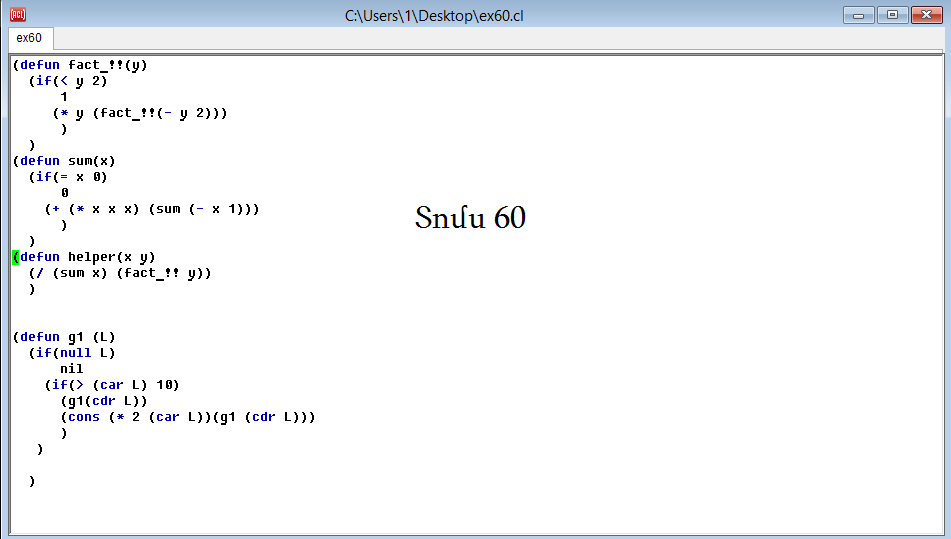 C:\Users\1\Desktop\ex60.cl
ex60
(defun fact_!!(y)
(if(< y 2)
1
(* y (fact_!!(- y 2)))
)
)
(defun sum(x)
(if(= x 0)
0
(+ (* x x x) (sum (- x 1)))
)
)
Տումս 60
(defun helper(x y)
(/ (sum x) (fact_!! y))
)
(defun g1 (L)
(if(null L)
nil
(if(> (car L) 10)
(g1(cdr L))
(cons (* 2 (car L))(g1 (cdr L)))
)
)
)